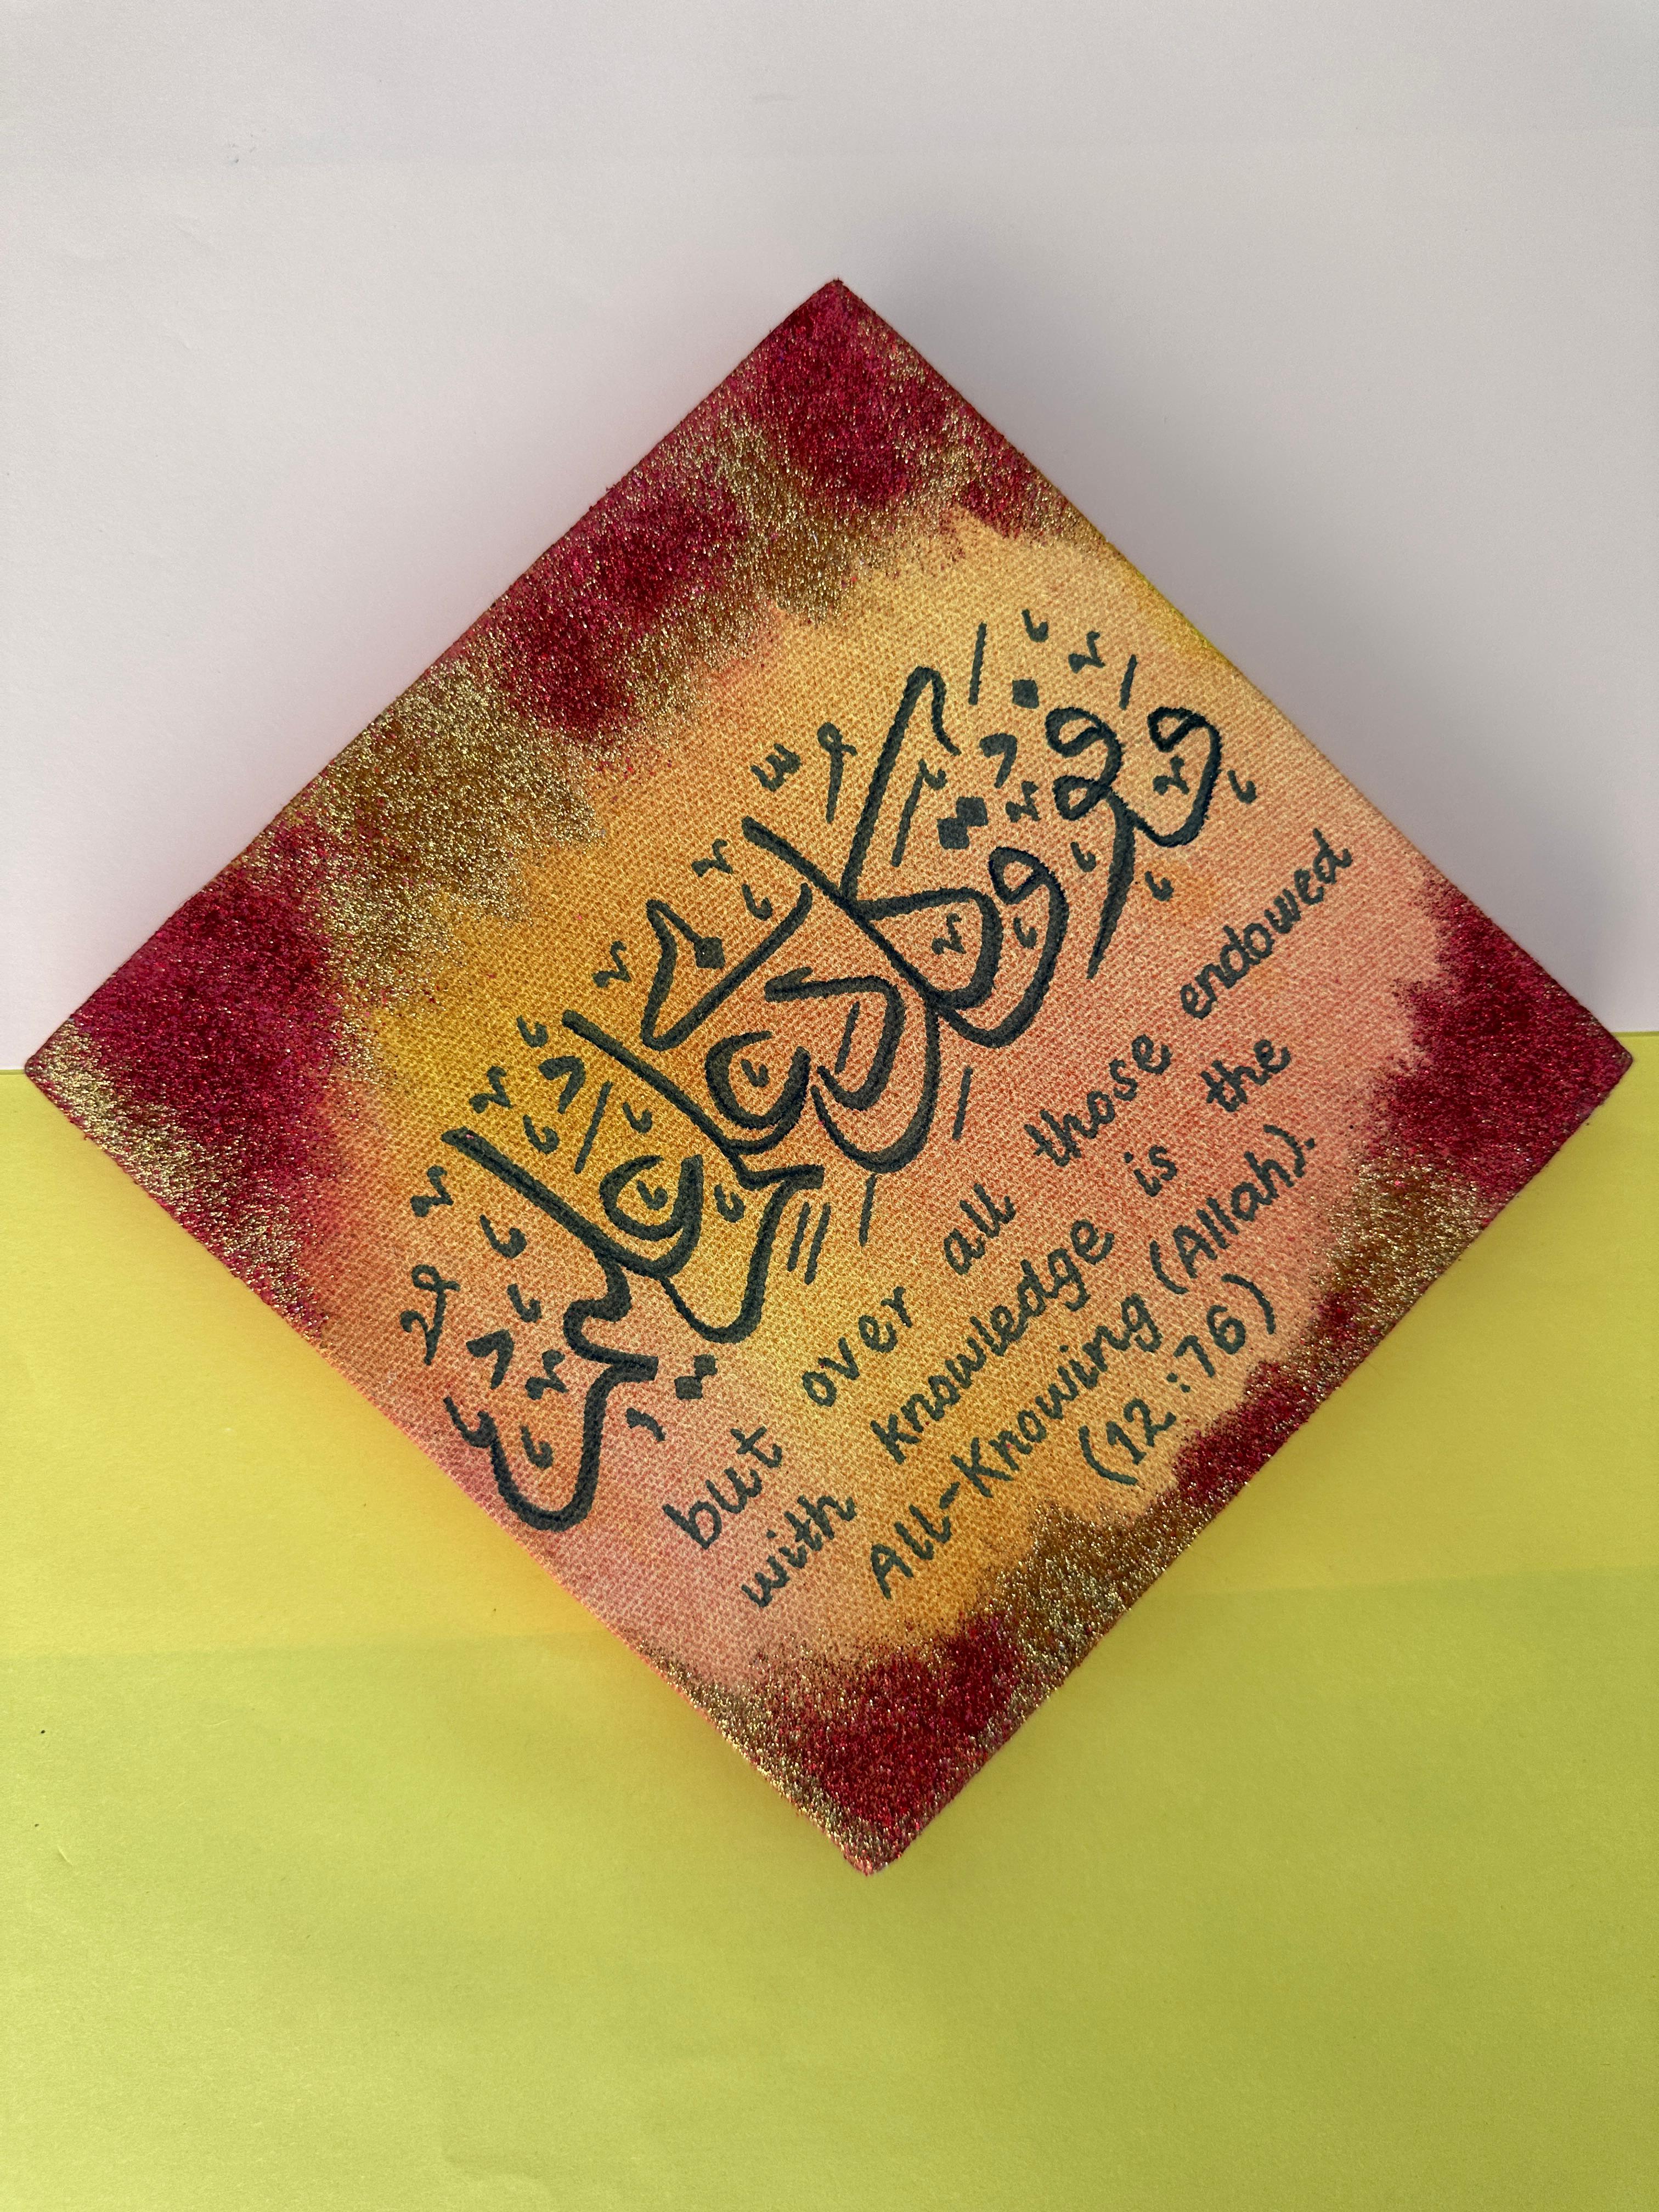 وَفَوْقَ كُلِّ ذِي عِلْمٍ عَلِيمٌ
but over all those endowed
with knowledge is the
All-Knowing (Allah).
(12:76)